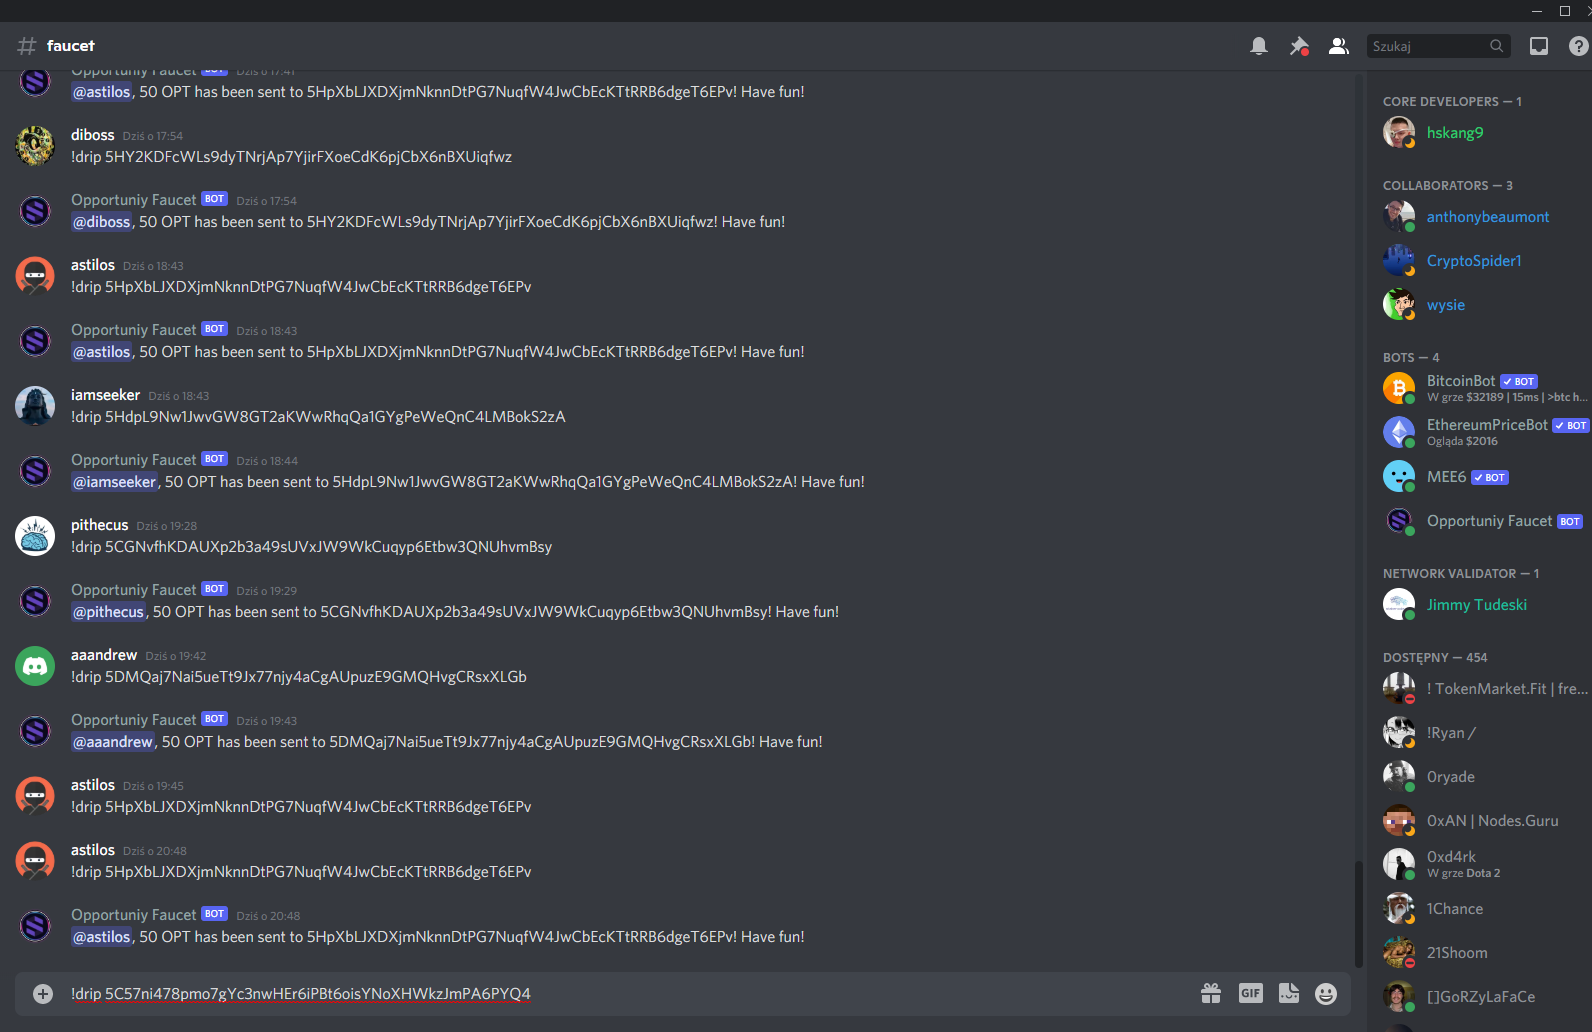 faucet
Szukaj
Opportuniy Faucet BOT Dziś o 17:41
@astilos, 50 OPT has been sent to 5HpXbLJXDXjmNknnDtPG7NuqfW4JwCbEcKTtRRB6dgeT6EPv! Have fun!
diboss Dziś o 17:54
!drip 5HY2KDFcWLs9dyTNrjAp7YjirFXoeCdK6pjCbX6nBXUiqfwz
Opportuniy Faucet BOT Dziś o 17:54
@diboss, 50 OPT has been sent to 5HY2KDFcWLs9dyTNrjAp7YjirFXoeCdK6pjCbX6nBXUiqfwz! Have fun!
astilos Dziś o 18:43
!drip 5HpXbLJXDXjmNknnDtPG7NuqfW4JwCbEcKTtRRB6dgeT6EPv
Opportuniy Faucet BOT Dziś o 18:43
@astilos, 50 OPT has been sent to 5HpXbLJXDXjmNknnDtPG7NuqfW4JwCbEcKTtRRB6dgeT6EPv! Have fun!
iamseeker Dziś o 18:43
!drip 5HdpL9Nw1JwvGW8GT2aKWwRhqQa1GYgPeWeQnC4LMBokS2zA
Opportuniy Faucet BOT Dziś o 18:44
@iamseeker, 50 OPT has been sent to 5HdpL9Nw1JwvGW8GT2aKWwRhqQa1GYgPeWeQnC4LMBokS2zA! Have fun!
pithecus Dziś o 19:28
!drip 5CGNvfhKDAUXp2b3a49sUVxJW9WkCuqyp6Etbw3QNUhvmBsy
Opportuniy Faucet BOT Dziś o 19:29
@pithecus, 50 OPT has been sent to 5CGNvfhKDAUXp2b3a49sUVxJW9WkCuqyp6Etbw3QNUhvmBsy! Have fun!
aaandrew Dziś o 19:42
!drip 5DMQaj7Nai5ueTt9Jx77njy4aCgAUpuzE9GMQHvgCRsxXLGb
Opportuniy Faucet BOT Dziś o 19:43
@aaandrew, 50 OPT has been sent to 5DMQaj7Nai5ueTt9Jx77njy4aCgAUpuzE9GMQHvgCRsxXLGb! Have fun!
astilos Dziś o 19:45
!drip 5HpXbLJXDXjmNknnDtPG7NuqfW4JwCbEcKTtRRB6dgeT6EPv
astilos Dziś o 20:48
!drip 5HpXbLJXDXjmNknnDtPG7NuqfW4JwCbEcKTtRRB6dgeT6EPv
Opportuniy Faucet BOT Dziś o 20:48
@astilos, 50 OPT has been sent to 5HpXbLJXDXjmNknnDtPG7NuqfW4JwCbEcKTtRRB6dgeT6EPv! Have fun!
!drip 5C57ni478pmo7gYc3nwHEr6iPBt6oisYNoXHWkzJmPA6PYQ4
GIF
CORE DEVELOPERS — 1
hskang9
COLLABORATORS — 3
anthonybeaumont
CryptoSpider1
wysie
BOTS — 4
BitcoinBot BOT
W grze $32189 | 15ms | >btc h...
EthereumPriceBot BOT
Ogląda $2016
MEE6 BOT
Opportuniy Faucet BOT
NETWORK VALIDATOR — 1
Jimmy Tudeski
DOSTĘPNY — 454
! TokenMarket.Fit | fre...
!Ryan /
0ryade
0xAN | Nodes.Guru
0xd4rk
W grze Dota 2
1Chance
21Shoom
[]GoRZyLaFaCe